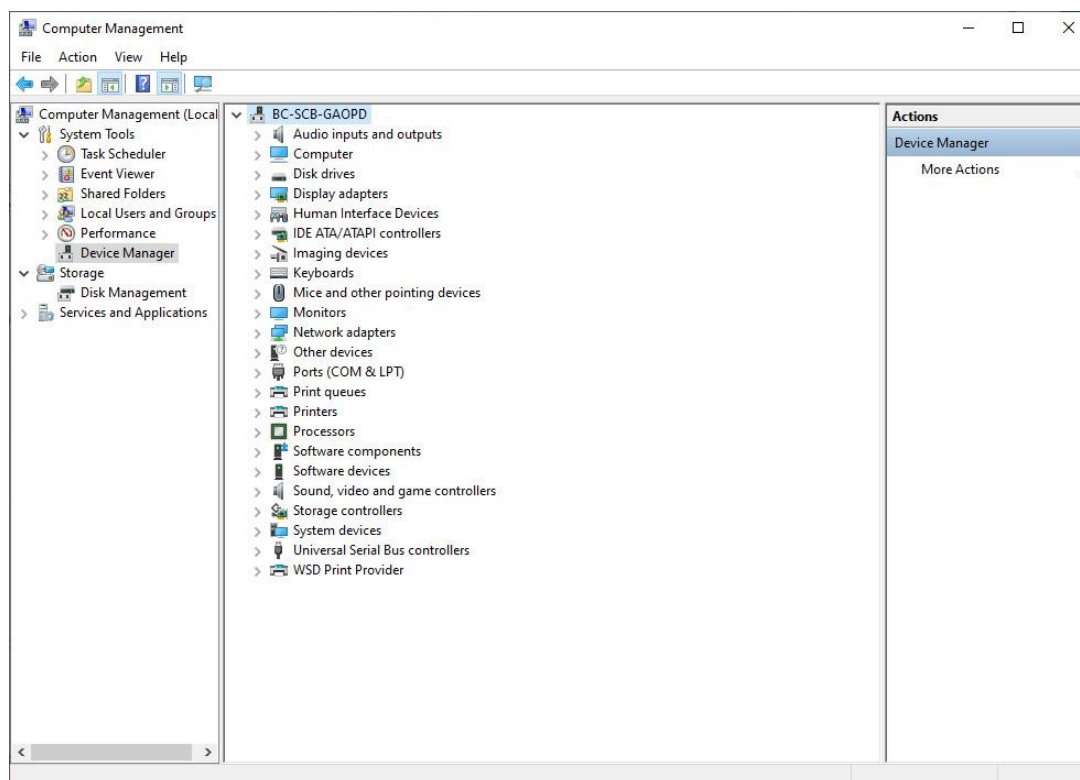 Computer Management
File Action View Help
Computer Management (Local
System Tools
Task Scheduler
Event Viewer
Shared Folders
Local Users and Groups
Performance
Device Manager
Storage
Disk Management
Services and Applications
BC-SCB-GAOPD
Audio inputs and outputs
Computer
Disk drives
Display adapters
Human Interface Devices
IDE ATA/ATAPI controllers
Imaging devices
Keyboards
Mice and other pointing devices
Monitors
Network adapters
Other devices
Ports (COM & LPT)
Print queues
Printers
Processors
Software components
Software devices
Sound, video and game controllers
Storage controllers
System devices
Universal Serial Bus controllers
WSD Print Provider
Actions
Device Manager
More Actions